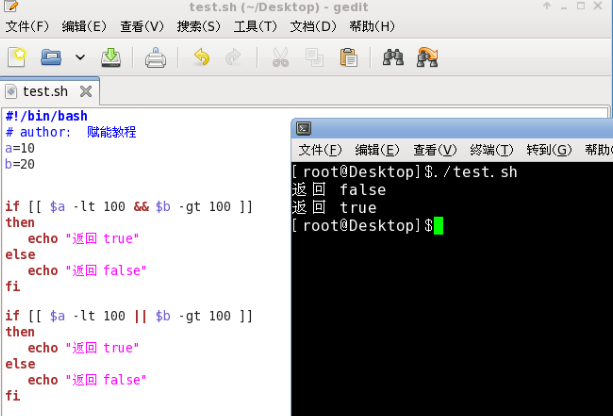 test.sh (~/Desktop) - gedit
文件(F) 编辑(E) 查看(V) 搜索(S) 工具(T) 文档(D) 帮助(H)
test.sh
#!/bin/bash
# author: 赋能教程
a=10
b=20
if [[ $a -lt 100 && $b -gt 100 ]]
then
echo "返回 true"
else
echo "返回 false"
fi
if [[ $a -lt 100 || $b -gt 100 ]]
then
echo "返回 true"
else
echo "返回 false"
fi
文件(F) 编辑(E) 查看(V) 终端(T) 转到(G) 帮助
[root@Desktop]$./test.sh
返回 false
返回 true
[root@Desktop]$